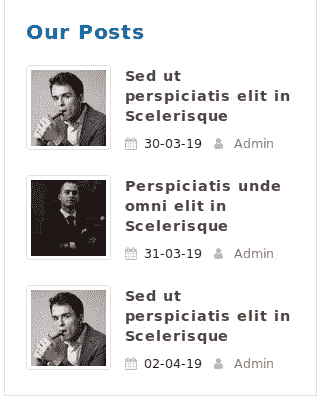 Our Posts
Sed ut
perspiciatis elit in
Scelerisque
30-03-19 Admin
Perspiciatis unde
omni elit in
Scelerisque
31-03-19 Admin
Sed ut
perspiciatis elit in
Scelerisque
02-04-19 Admin